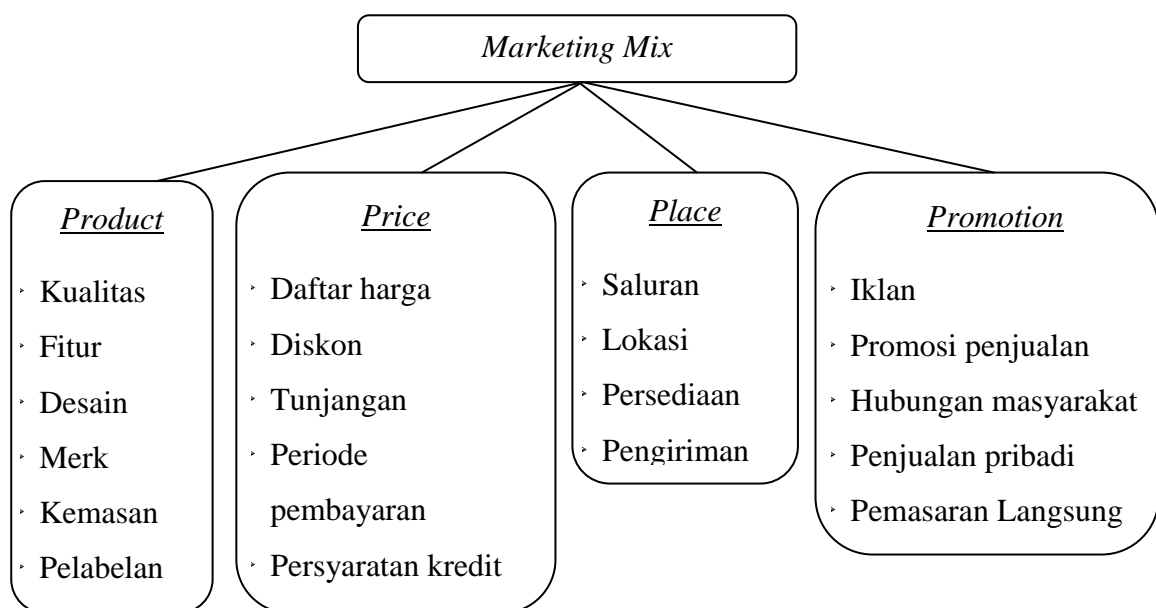 Marketing Mix
Product
Kualitas
Fitur
Desain
Merk
Kemasan
Pelabelan
Price
Daftar harga
Diskon
Tunjangan
Periode
pembayaran
Persyaratan kredit
Place
Saluran
Lokasi
Persediaan
Pengiriman
Promotion
Iklan
Promosi penjualan
Hubungan masyarakat
Penjualan pribadi
Pemasaran Langsung